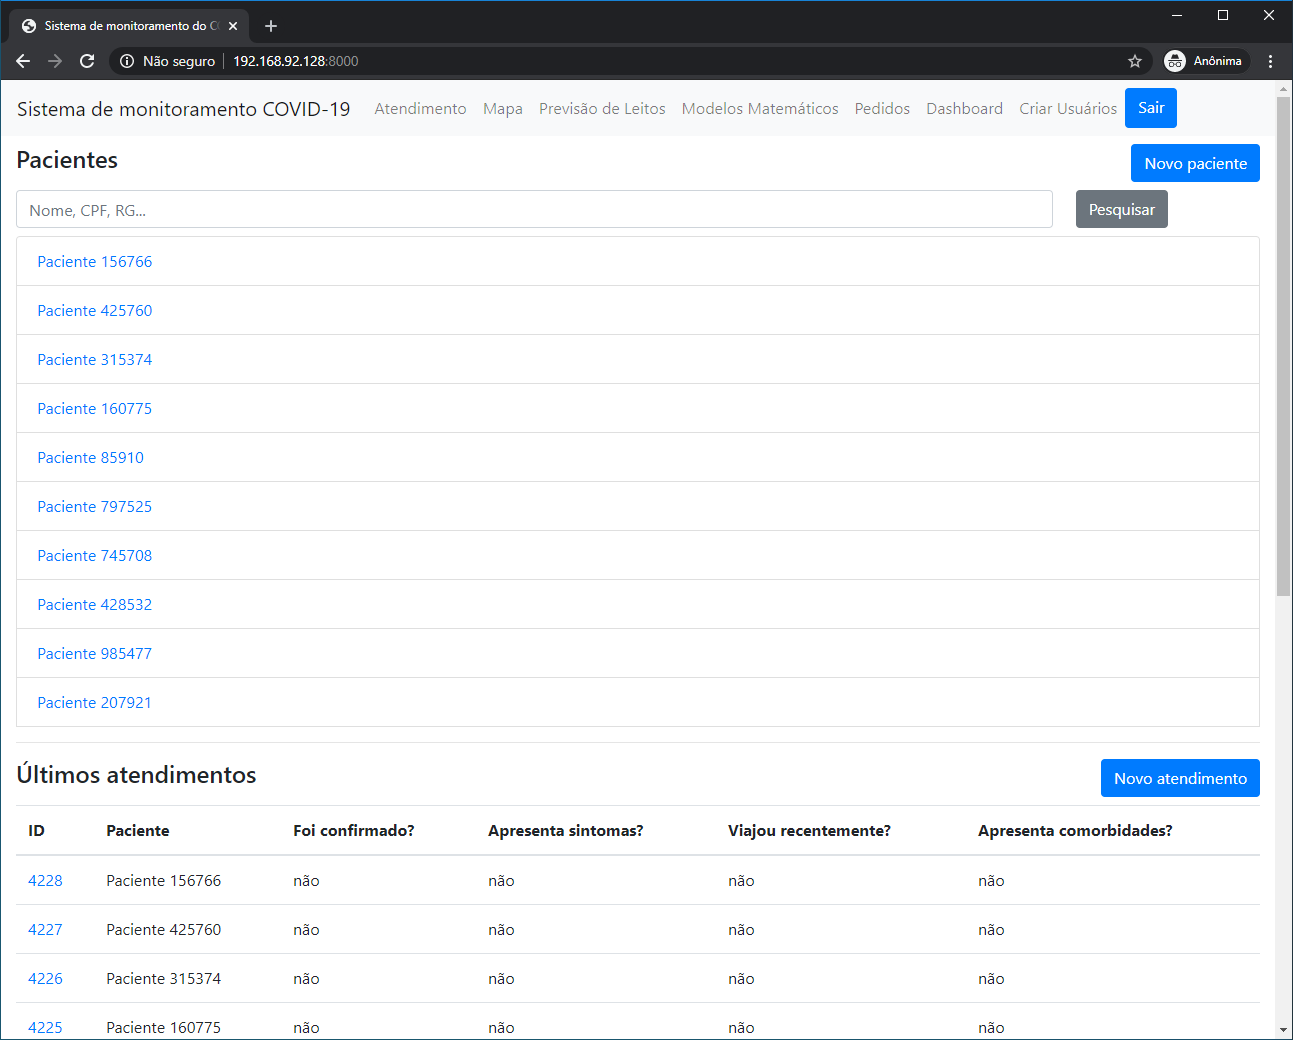 Sistema de monitoramento do C
Não seguro 192.168.92.128:8000 Anônima
Sistema de monitoramento COVID-19 Atendimento Mapa Previsão de Leitos Modelos Matemáticos Pedidos Dashboard Criar Usuários Sair
Pacientes Novo paciente
Nome, CPF, RG... Pesquisar
Paciente 156766
Paciente 425760
Paciente 315374
Paciente 160775
Paciente 85910
Paciente 797525
Paciente 745708
Paciente 428532
Paciente 985477
Paciente 207921
Últimos atendimentos Novo atendimento
ID Paciente Foi confirmado? Apresenta sintomas? Viajou recentemente? Apresenta comorbidades?
4228 Paciente 156766 não não não não
4227 Paciente 425760 não não não não
4226 Paciente 315374 não não não não
4225 Paciente 160775 não não não não